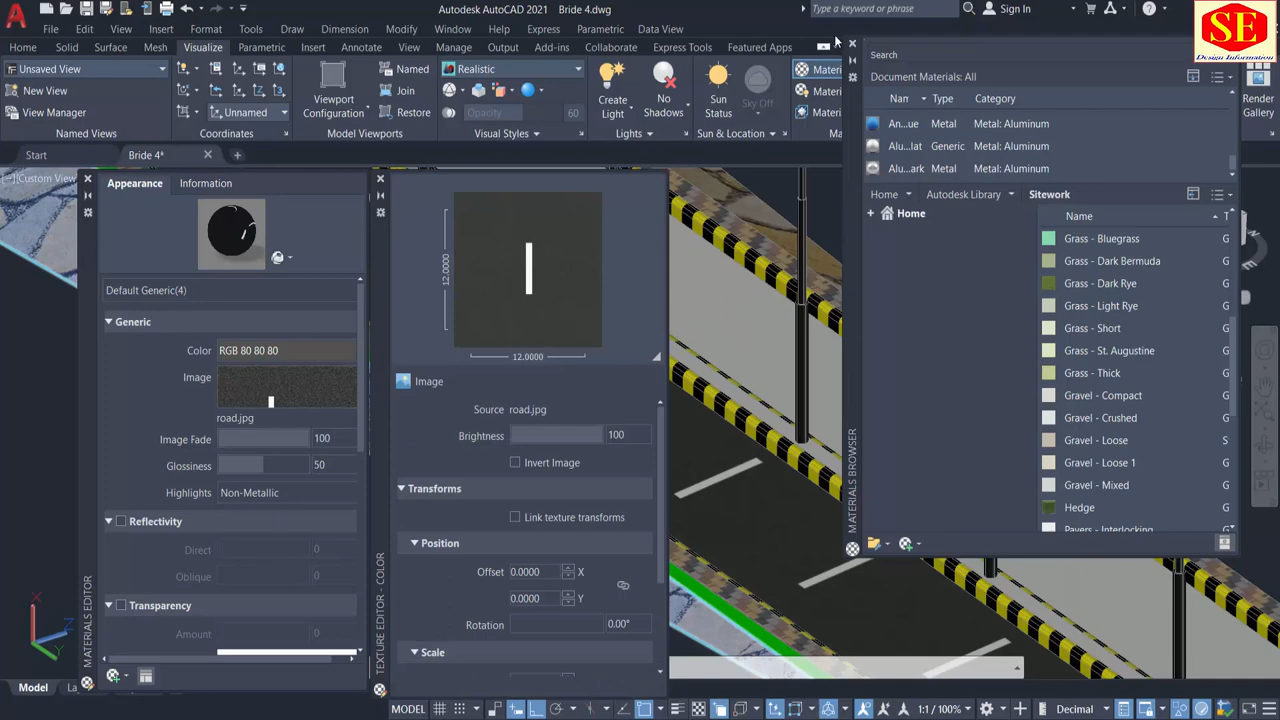 Autodesk AutoCAD 2021 Bride 4.dwg
Type a keyword or phrase
Sign In
SE
Design Information
File Edit View Insert Format Tools Draw Dimension Modify Window Help Express Parametric Data View
Home Solid Surface Mesh Visualize Parametric Insert Annotate View Manage Output Add-ins Collaborate Express Tools Featured Apps
Unsaved View
New View
View Manager
Named Views
Unnamed
Coordinates
Viewport
Configuration
Named
Join
Restore
Model Viewports
Realistic
Opacity 60
Visual Styles
Create
Light
No
Shadows
Lights
Sun
Status
Sky Off
Sun & Location
Render
Gallery
Start Bride 4*
[-][Custom View
Appearance Information
Default Generic(4)
Generic
Color RGB 80 80 80
Image
road.jpg
Image Fade 100
Glossiness 50
Highlights Non-Metallic
Reflectivity
Direct 0
Oblique 0
Transparency
Amount 0
MATERIALS EDITOR
12.0000
12.0000
Image
Source road.jpg
Brightness 100
Invert Image
Transforms
Link texture transforms
Position
Offset 0.0000 X
0.0000 Y
Rotation 0.00°
Scale
TEXTURE EDITOR - COLOR
Search
Document Materials: All
Type Category
An...ue Metal Metal: Aluminum
Alu...lat Generic Metal: Aluminum
Alu...ark Metal Metal: Aluminum
Home Autodesk Library Sitework
Home
Name
Grass - Bluegrass G
Grass - Dark Bermuda G
Grass - Dark Rye G
Grass - Light Rye G
Grass - Short G
Grass - St. Augustine G
Grass - Thick G
Gravel - Compact G
Gravel - Crushed G
Gravel - Loose S
Gravel - Loose 1 G
Gravel - Mixed G
Hedge G
Pavers - Interlocking
MATERIALS BROWSER
X
Z
Y
Model
MODEL 1:1 / 100% Decimal